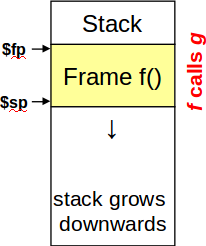 Stack
$fp
Frame f()
$sp
↓
stack grows
downwards
f calls g